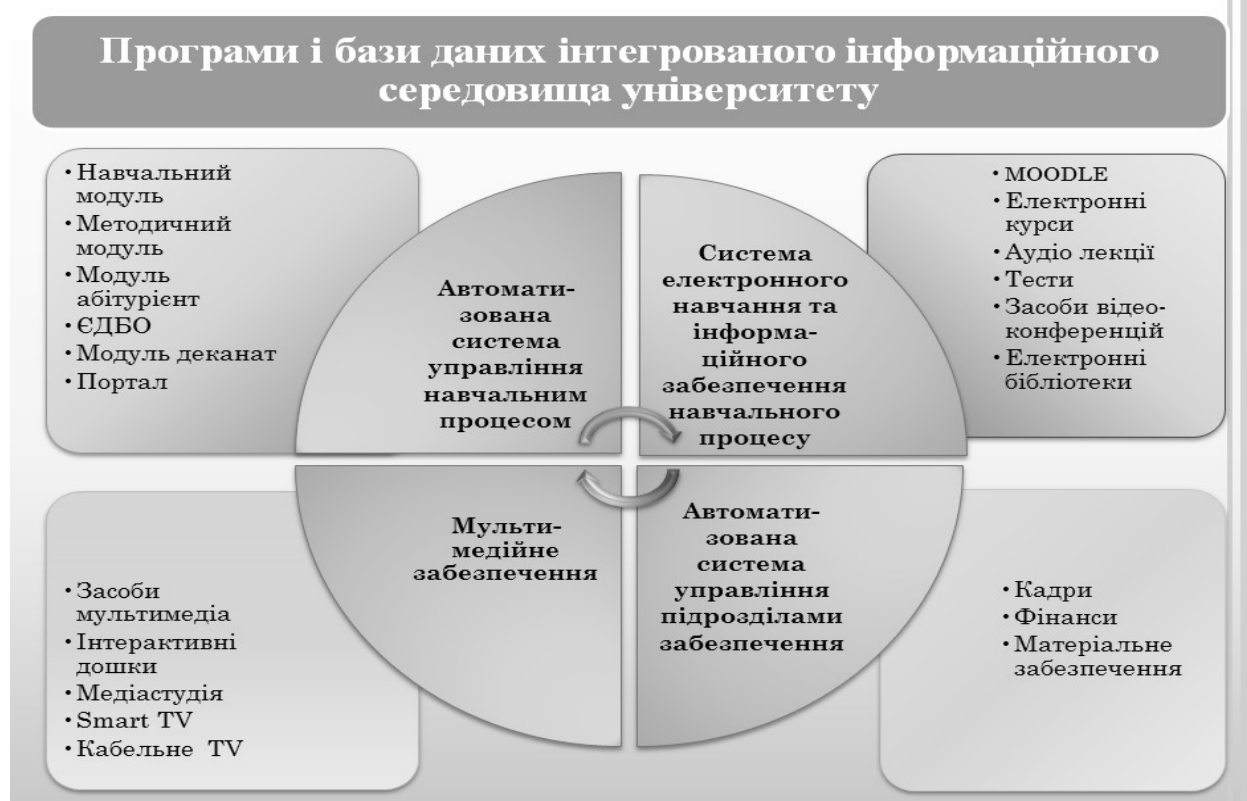 Програми і бази даних інтегрованого інформаційного
середовища університету
• Навчальний
модуль
• Методичний
модуль
• Модуль
абітурієнт
• ЄДБО
• Модуль деканат
• Портал
Автомати-
зована
система
управління
навчальним
процесом
Система
електронного
навчання та
інформа-
ційного
забезпечення
навчального
процесу
• MOODLE
• Електронні
курси
• Аудіо лекції
• Тести
• Засоби відео-
конференцій
• Електронні
бібліотеки
• Засоби
мультимедіа
• Інтерактивні
дошки
• Медіастудія
• Smart TV
• Кабельне TV
Мульти-
медійне
забезпечення
Автомати-
зована
система
управління
підрозділами
забезпечення
• Кадри
• Фінанси
• Матеріальне
забезпечення